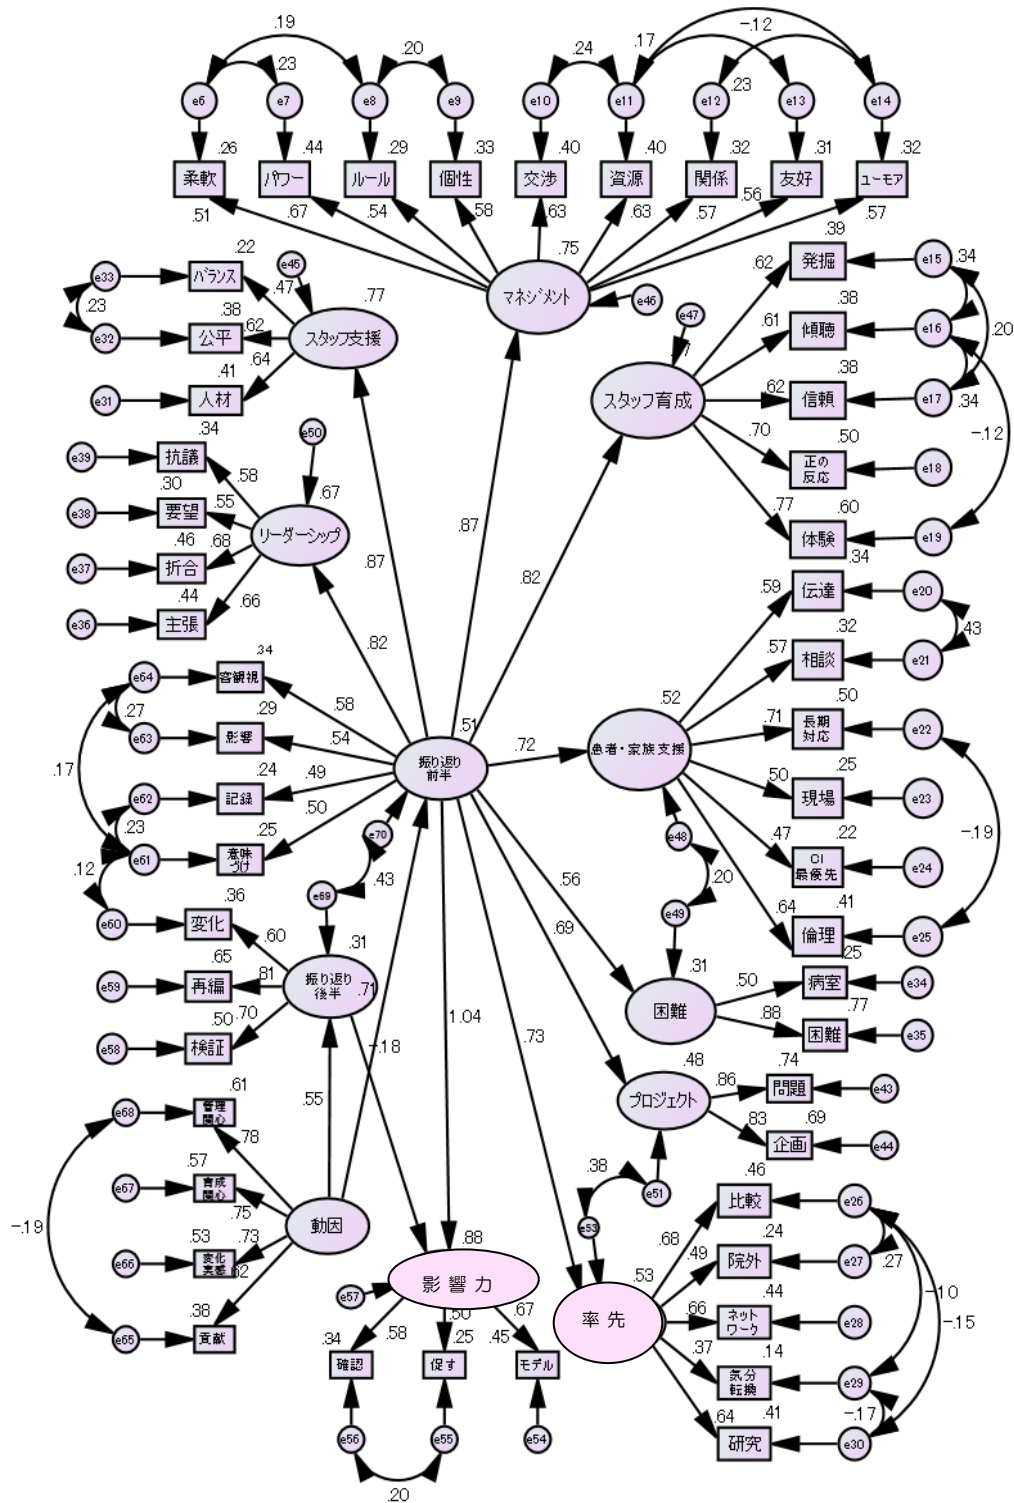 .19
.23
.20
.24
.17
-.12
.23
e6
e7
e8
e9
e10
e11
e12
e13
e14
.26
.44
.29
.33
.40
.40
.32
.31
.32
柔軟
パワー
ルール
個性
交渉
資源
関係
友好
ユーモア
.51
.67
.54
.58
.63
.63
.57
.56
.57
.75
マネジメント
e46
e33
.23
e32
e31
.22
バランス
.38
公平
.41
人材
e45
.47
.62
.64
.77
スタッフ支援
e47
スタッフ育成
.62
.61
.62
.70
.77
.39
発掘
.38
傾聴
.38
信頼
.50
正の
反応
.60
体験
e15
e16
e17
e18
e19
.34
.20
.34
-.12
e39
e38
e37
e36
.34
抗議
.30
要望
.46
折合
.44
主張
.58
.55
.68
.66
e50
.67
リーダーシップ
.87
.87
.82
.82
.34
伝達
.32
相談
.50
長期
対応
.25
現場
.22
CI
最優先
.41
倫理
e20
e21
e22
e23
e24
e25
.43
-.19
.59
.57
.71
.50
.47
.64
.52
患者・家族支援
.72
e48
.20
e49
e64
.27
e63
e62
.23
e61
.17
.12
e60
.34
客観視
.29
影響
.24
記録
.25
意味
づけ
.58
.54
.49
.50
.51
振り返り
前半
e70
.43
e69
.36
変化
.65
再編
.50
検証
e59
e58
.60
.81
.70
.31
振り返り
後半
.71
.56
.69
.31
困難
.50
.88
.25
病室
.77
困難
e34
e35
-.18
1.04
.73
.55
.48
プロジェクト
.86
.83
.74
問題
.69
企画
e43
e44
.38
e51
e53
e68
e67
e66
e65
-.19
.61
管理
関心
.57
育成
関心
.53
変化
実感
.38
貢献
.78
.75
.73
.62
動因
.88
影響力
e57
.58
.50
.67
.34
確認
.25
促す
.45
モデル
e56
e55
e54
.20
.53
率先
.68
.49
.66
.37
.64
.46
比較
.24
院外
.44
ネット
ワーク
.14
気分
転換
.41
研究
e26
e27
e28
e29
e30
.27
-.10
-.15
-.17